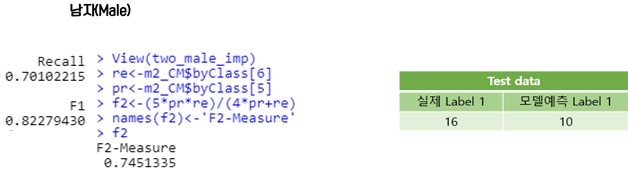 남자(Male)
Recall
0.70102215
F1
0.82279430
> View(two_male_imp)
> re<-m2_CM$byClass[6]
> pr<-m2_CM$byClass[5]
> f2<-(5*pr*re)/(4*pr+re)
> names(f2)<-'F2-Measure'
> f2
F2-Measure
0.7451335
Test data
실제 Label 1 모델예측 Label 1
16 10